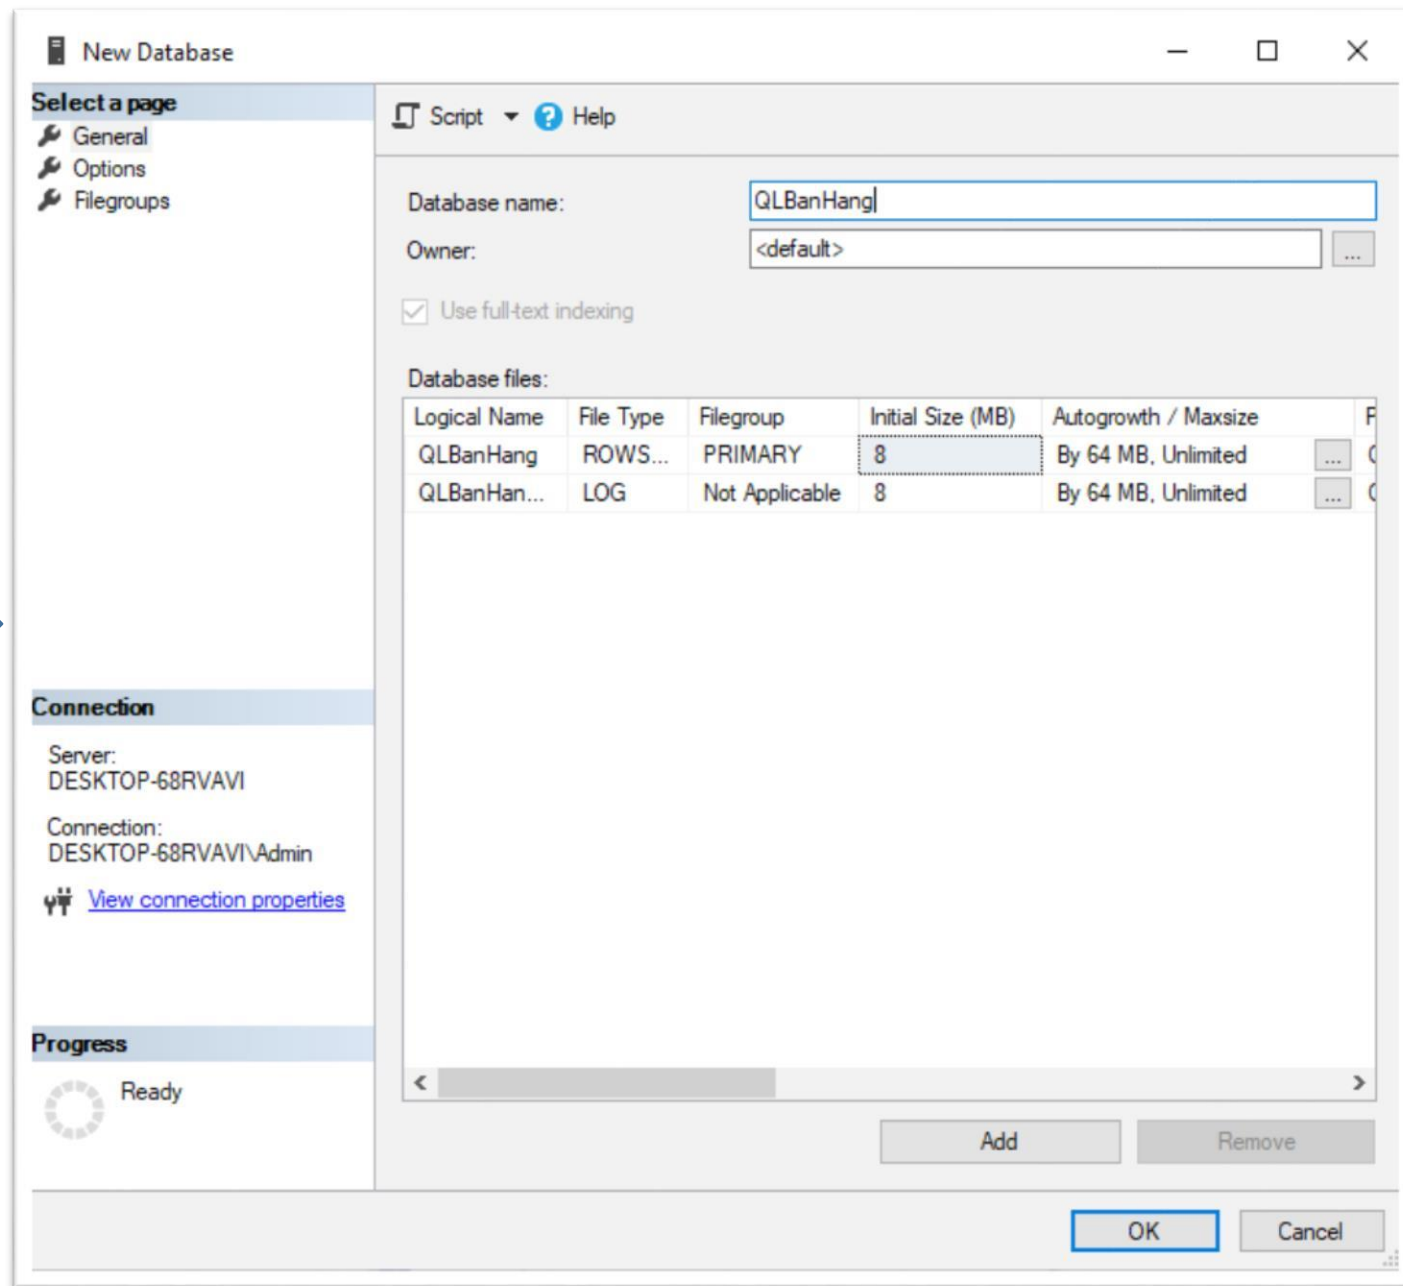 New Database
Select a page
General
Options
Filegroups
Script Help
Database name: QLBanHang
Owner: <default> ...
Use full-text indexing
Database files:
Logical Name File Type Filegroup Initial Size (MB) Autogrowth / Maxsize
QLBanHang ROWS... PRIMARY 8 By 64 MB, Unlimited ...
QLBanHan... LOG Not Applicable 8 By 64 MB, Unlimited ...
Connection
Server:
DESKTOP-68RVAVI
Connection:
DESKTOP-68RVAVI\Admin
View connection properties
Progress
Ready
Add Remove
OK Cancel